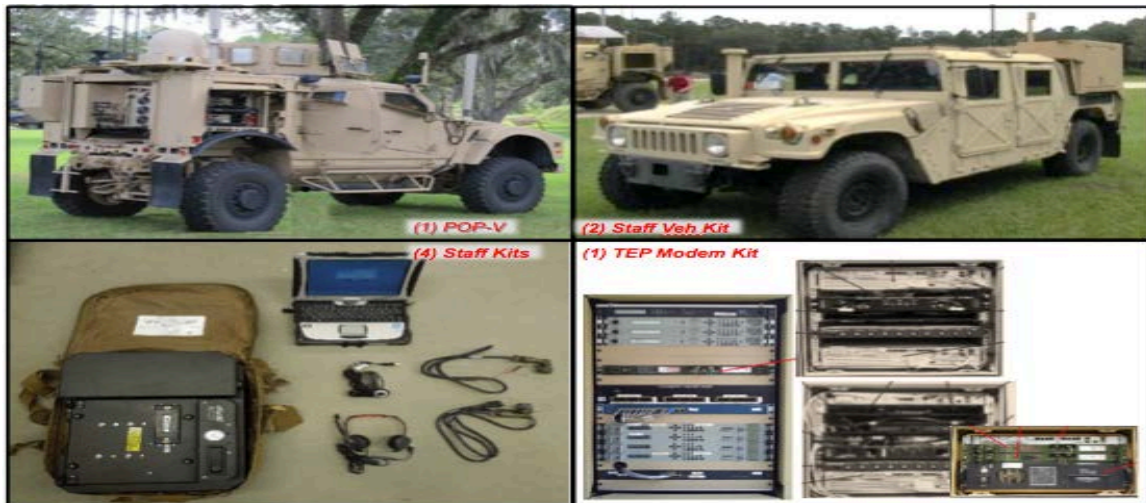 (1) POP-V
(2) Staff Veh Kit
(4) Staff Kits
(1) TEP Modem Kit